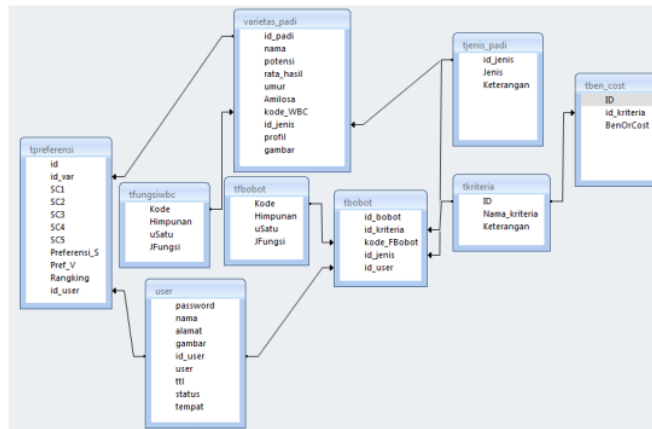 varietas_padi
id_padi
nama
potensi
rata_hasil
umur
Amilosa
kode_WBC
id_jenis
profil
gambar
tjenis_padi
id_jenis
Jenis
Keterangan
tben_cost
ID
id_kriteria
BenOrCost
tpreferensi
id
id_var
SC1
SC2
SC3
SC4
SC5
Preferensi_S
Pref_V
Rangking
id_user
tfungsiwbc
Kode
Himpunan
uSatu
JFungsi
tfbobot
Kode
Himpunan
uSatu
JFungsi
tbobot
id_bobot
id_kriteria
kode_FBobot
id_jenis
id_user
tkriteria
ID
Nama_kriteria
Keterangan
user
password
nama
alamat
gambar
id_user
user
ttl
status
tempat